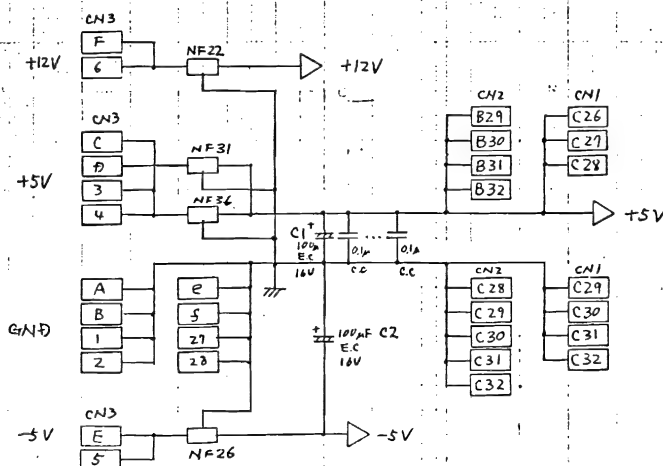 CN3
F
+12V
6
NF22
+12V
CN3
C
D
3
4
+5V
NF31
NF36
CN2
B29
B30
B31
B32
CN1
C26
C27
C28
+5V
C1
+
100μ
E.C
16V
0.1μ
C.C
...
0.1μ
C.C
GND
A
B
1
2
e
f
27
28
+
100μF C2
E.C
16V
CN2
C28
C29
C30
C31
C32
CN1
C29
C30
C31
C32
CN3
-5V
E
5
NF26
-5V